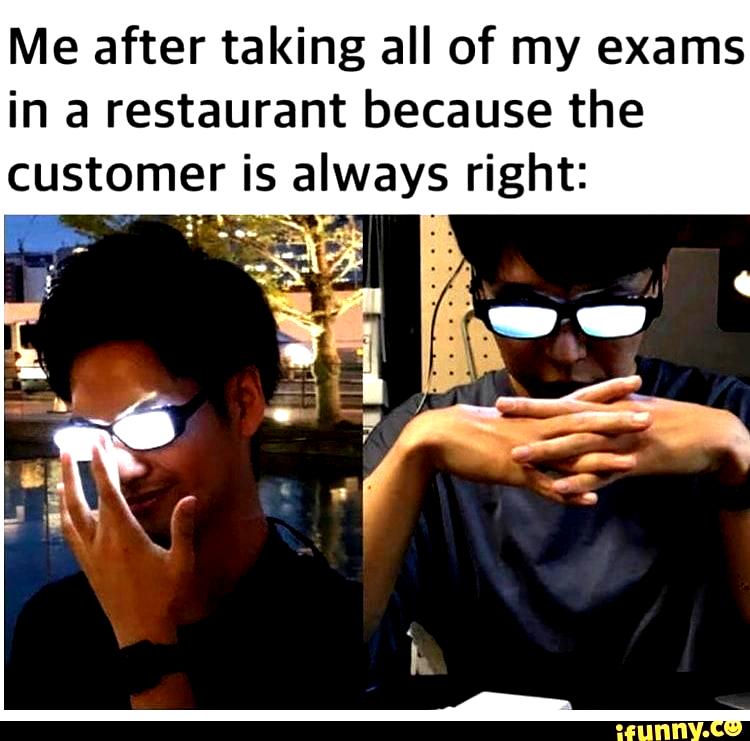 Me after taking all of my exams
in a restaurant because the
customer is always right:
ifunny.co